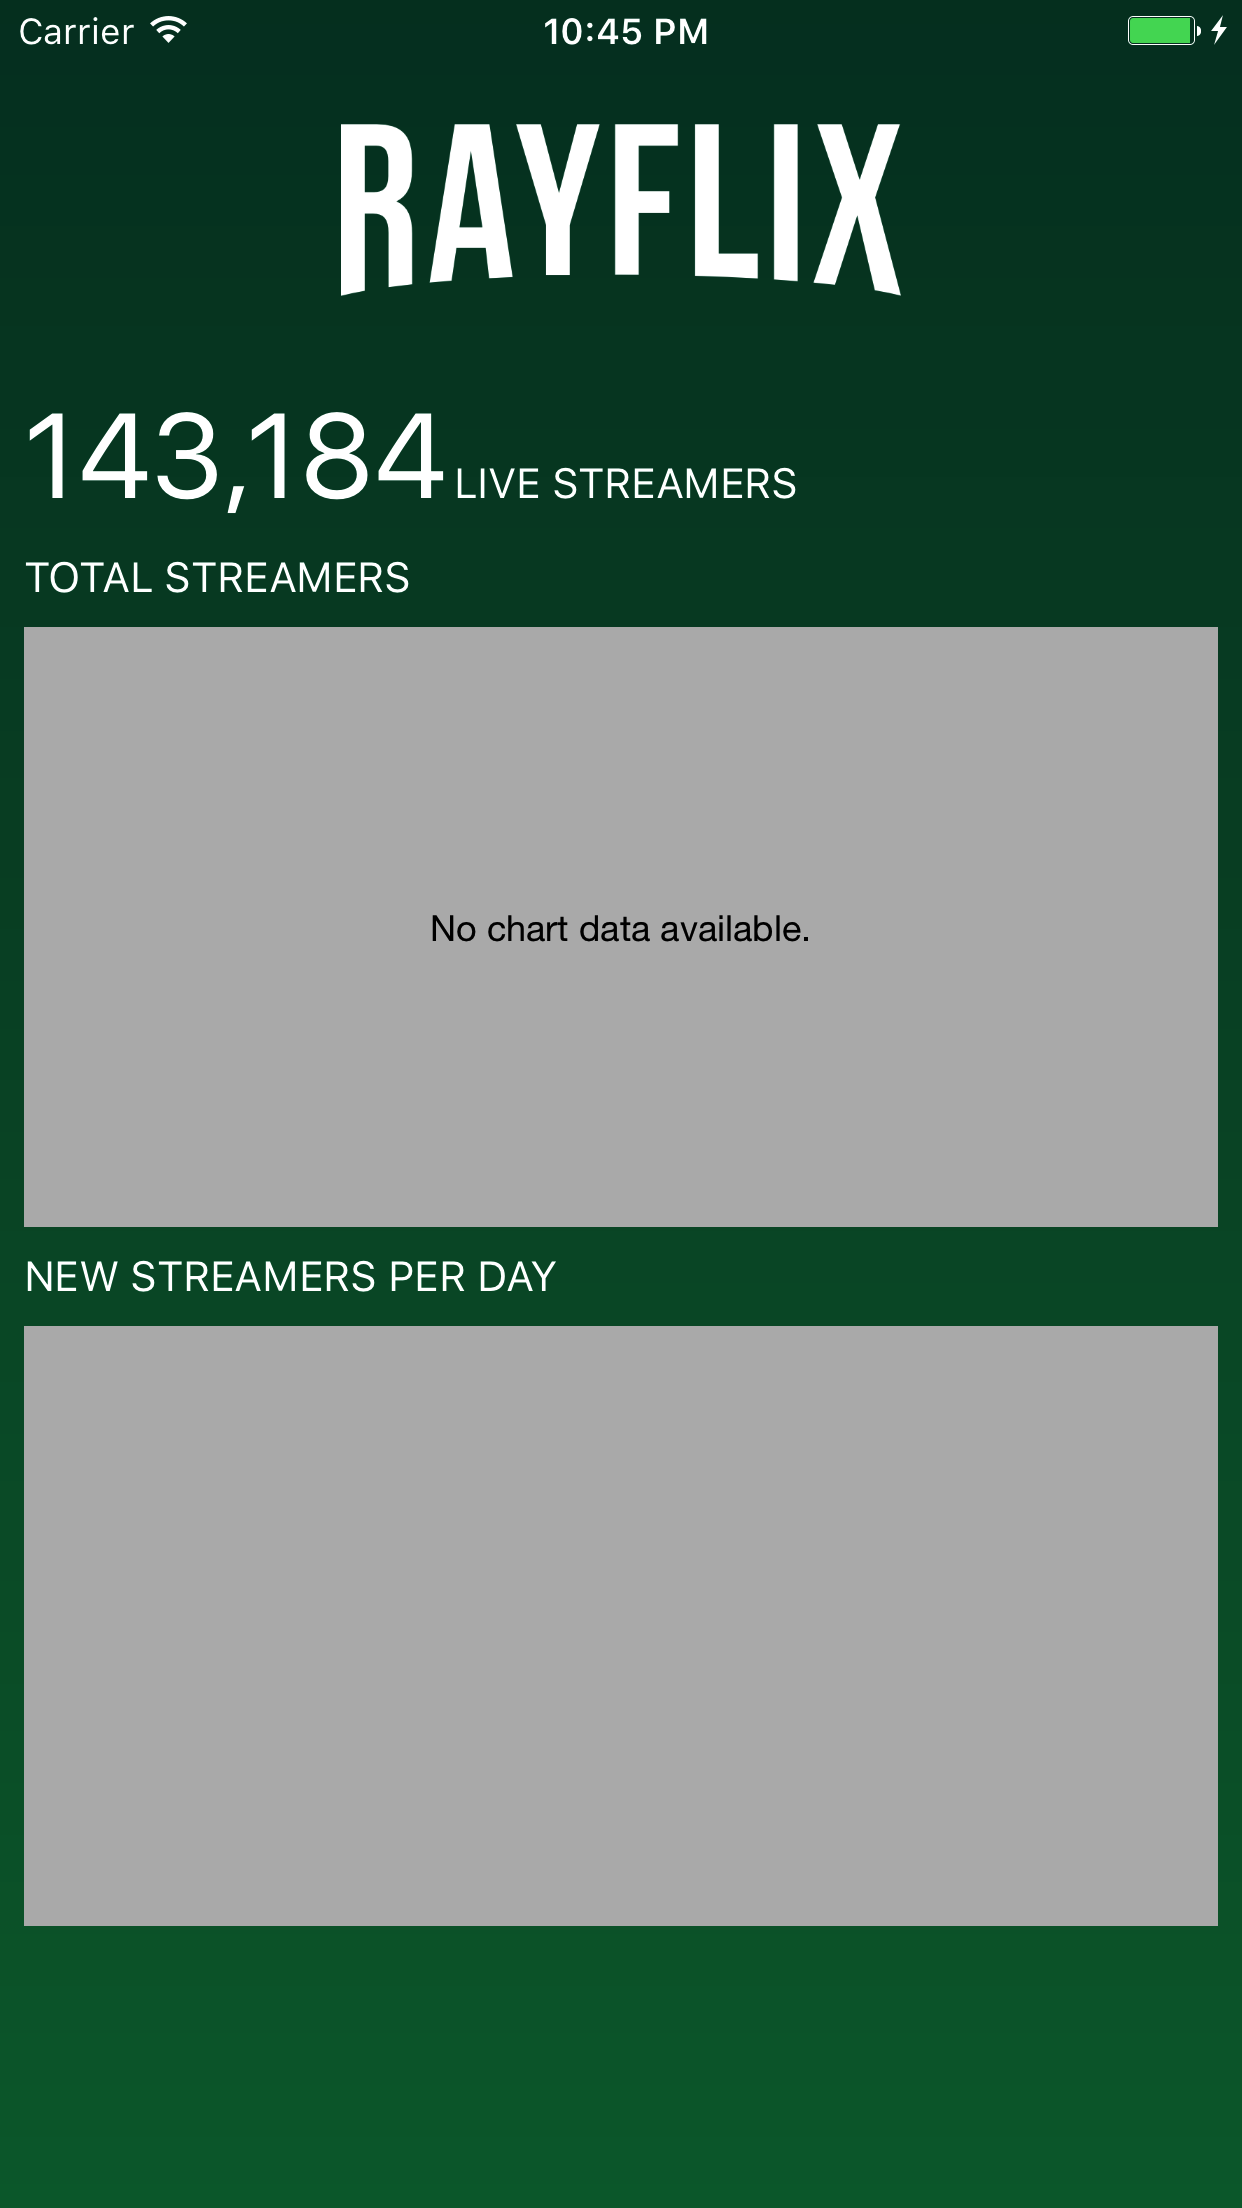 Carrier 10:45 PM
RAYFLIX
143,184 LIVE STREAMERS
TOTAL STREAMERS
No chart data available.
NEW STREAMERS PER DAY